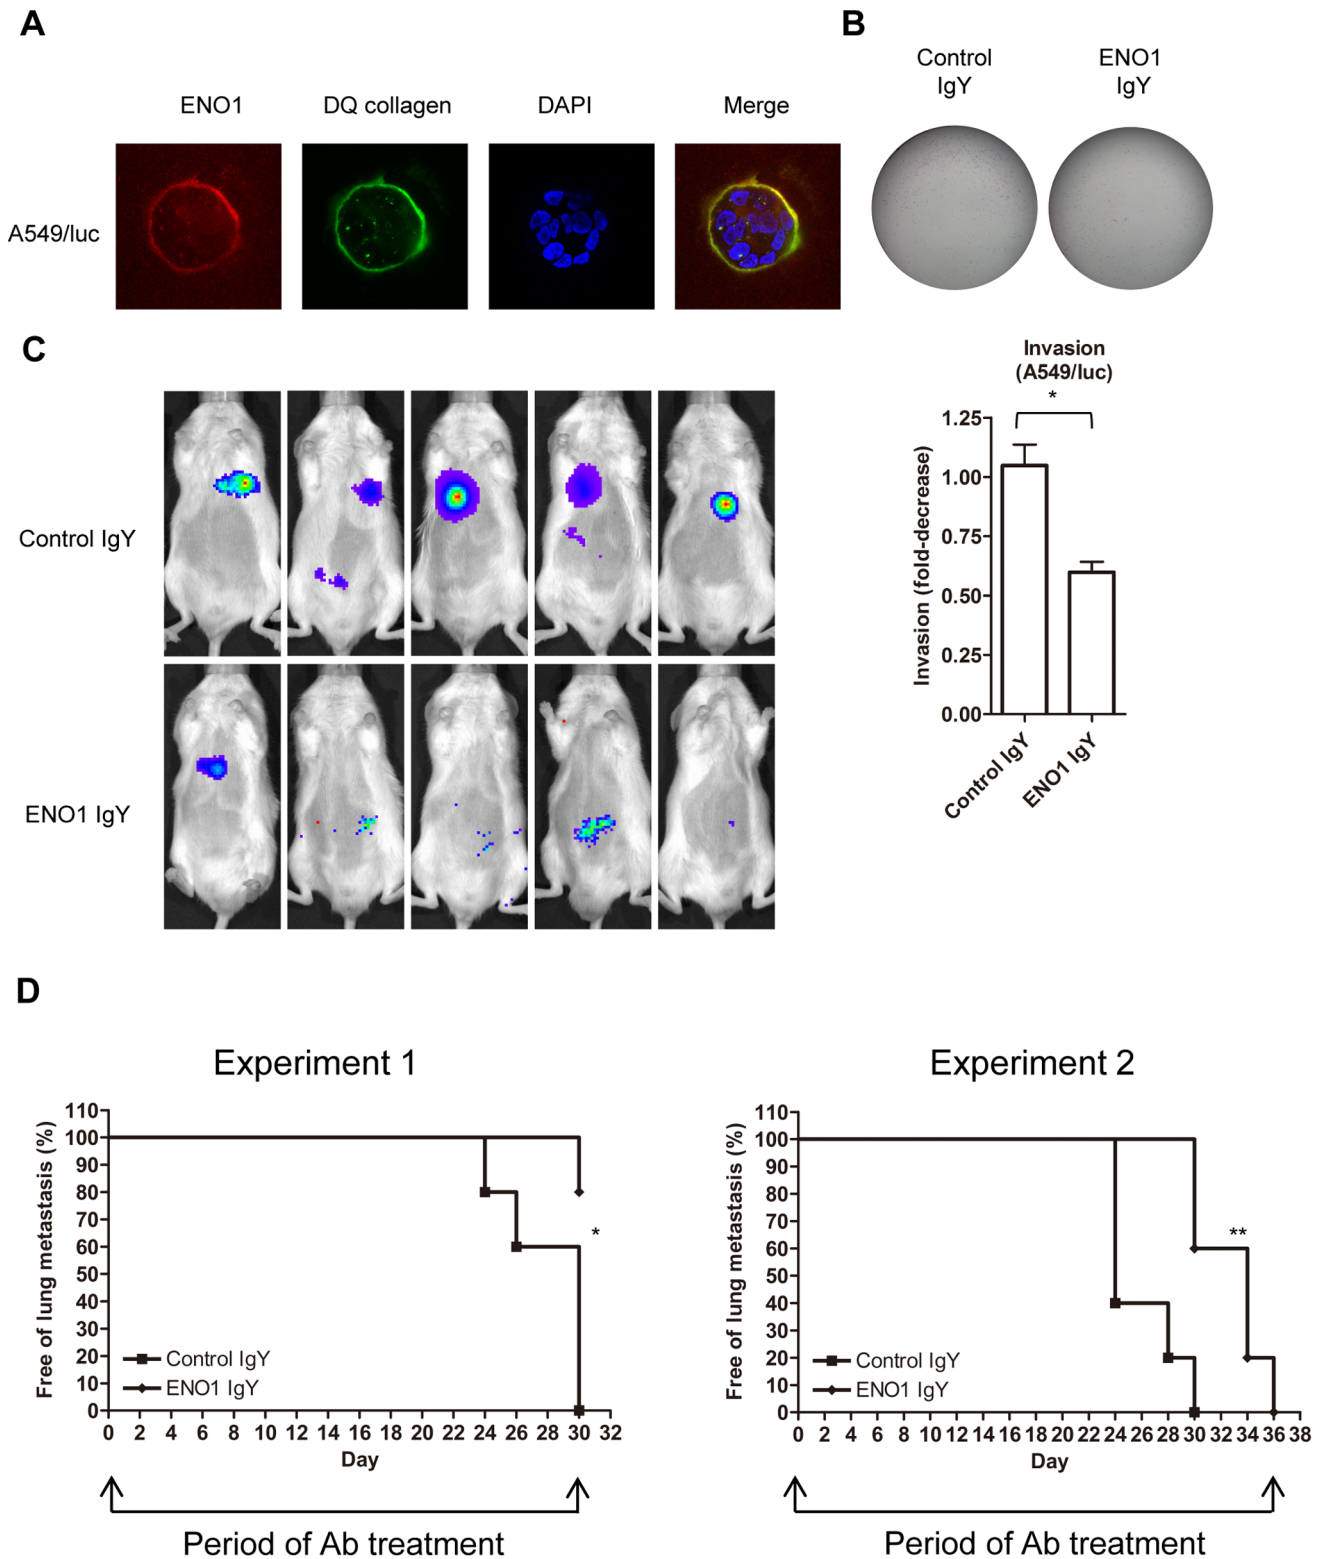 A
B
Control
IgY
ENO1
IgY
ENO1
DQ collagen
DAPI
Merge
A549/luc
C
Control IgY
ENO1 IgY
Invasion
(A549/luc)
*
Invasion (fold-decrease)
1.25
1.00
0.75
0.50
0.25
0.00
Control IgY
ENO1 IgY
D
Experiment 1
Free of lung metastasis (%)
110
100
90
80
70
60
50
40
30
20
10
0
*
Control IgY
ENO1 IgY
0 2 4 6 8 10 12 14 16 18 20 22 24 26 28 30 32
Day
Period of Ab treatment
Experiment 2
Free of lung metastasis (%)
110
100
90
80
70
60
50
40
30
20
10
0
**
Control IgY
ENO1 IgY
0 2 4 6 8 10 12 14 16 18 20 22 24 26 28 30 32 34 36 38
Day
Period of Ab treatment